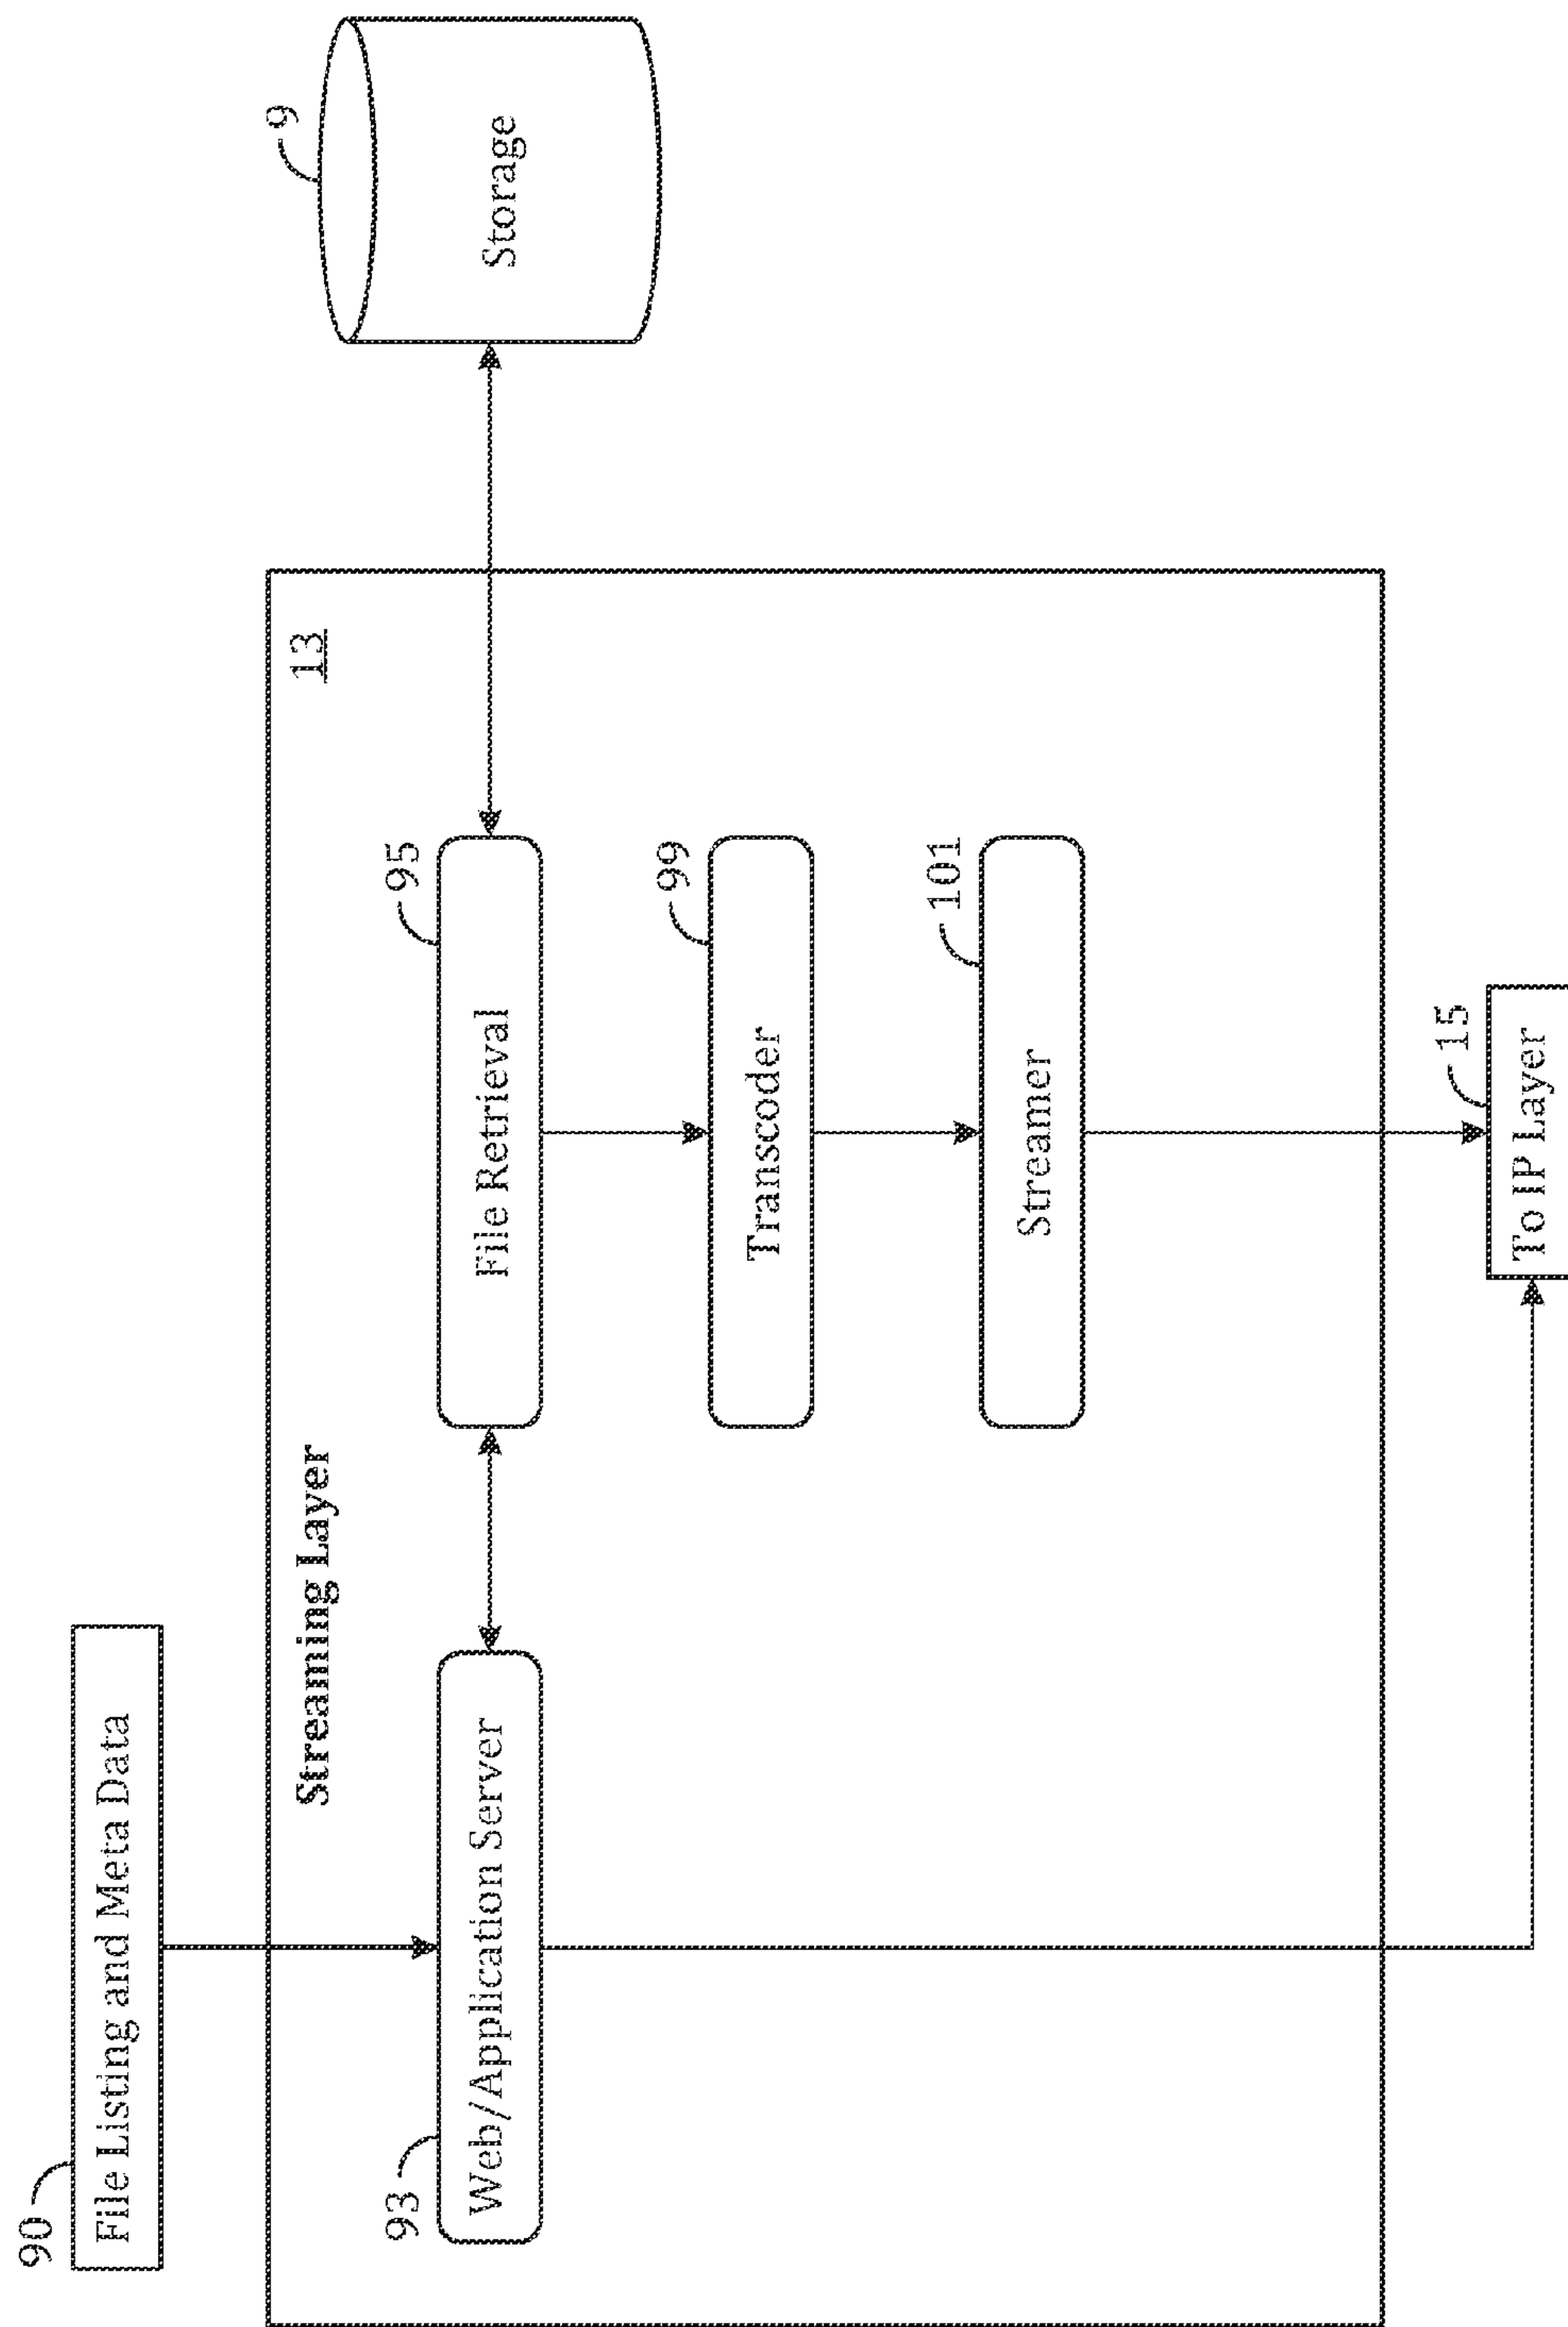 90
File Listing and Meta Data
Streaming Layer
13
9
Storage
93
Web/Application Server
95
File Retrieval
99
Transcoder
101
Streamer
15
To IP Layer